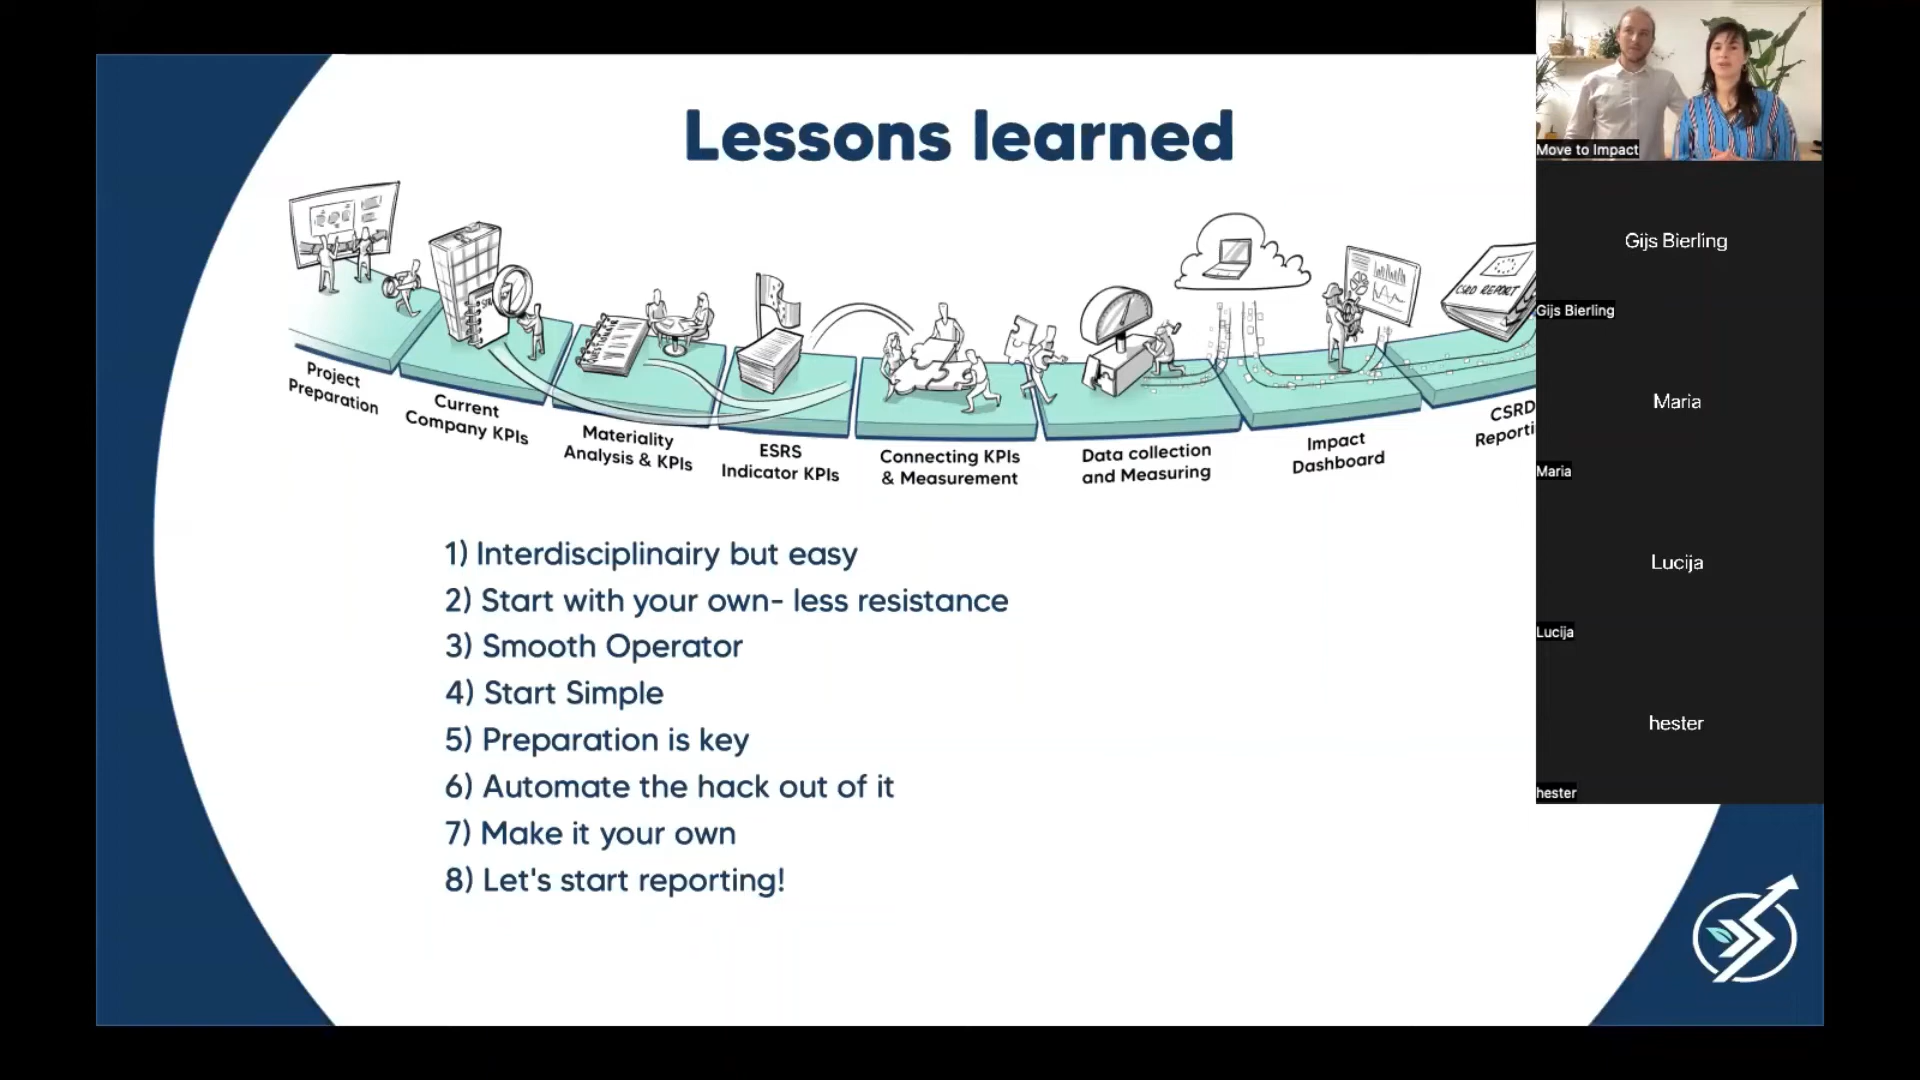 Lessons learned
CSRD REPORT
Project
Preparation
Current
Company KPIs
Materiality
Analysis & KPIs
ESRS
Indicator KPIs
Connecting KPIs
& Measurement
Data collection
and Measuring
Impact
Dashboard
CSRD
Reporti
1) Interdisciplinairy but easy
2) Start with your own- less resistance
3) Smooth Operator
4) Start Simple
5) Preparation is key
6) Automate the hack out of it
7) Make it your own
8) Let's start reporting!
Move to Impact
Gijs Bierling
Gijs Bierling
Maria
Maria
Lucija
Lucija
hester
hester